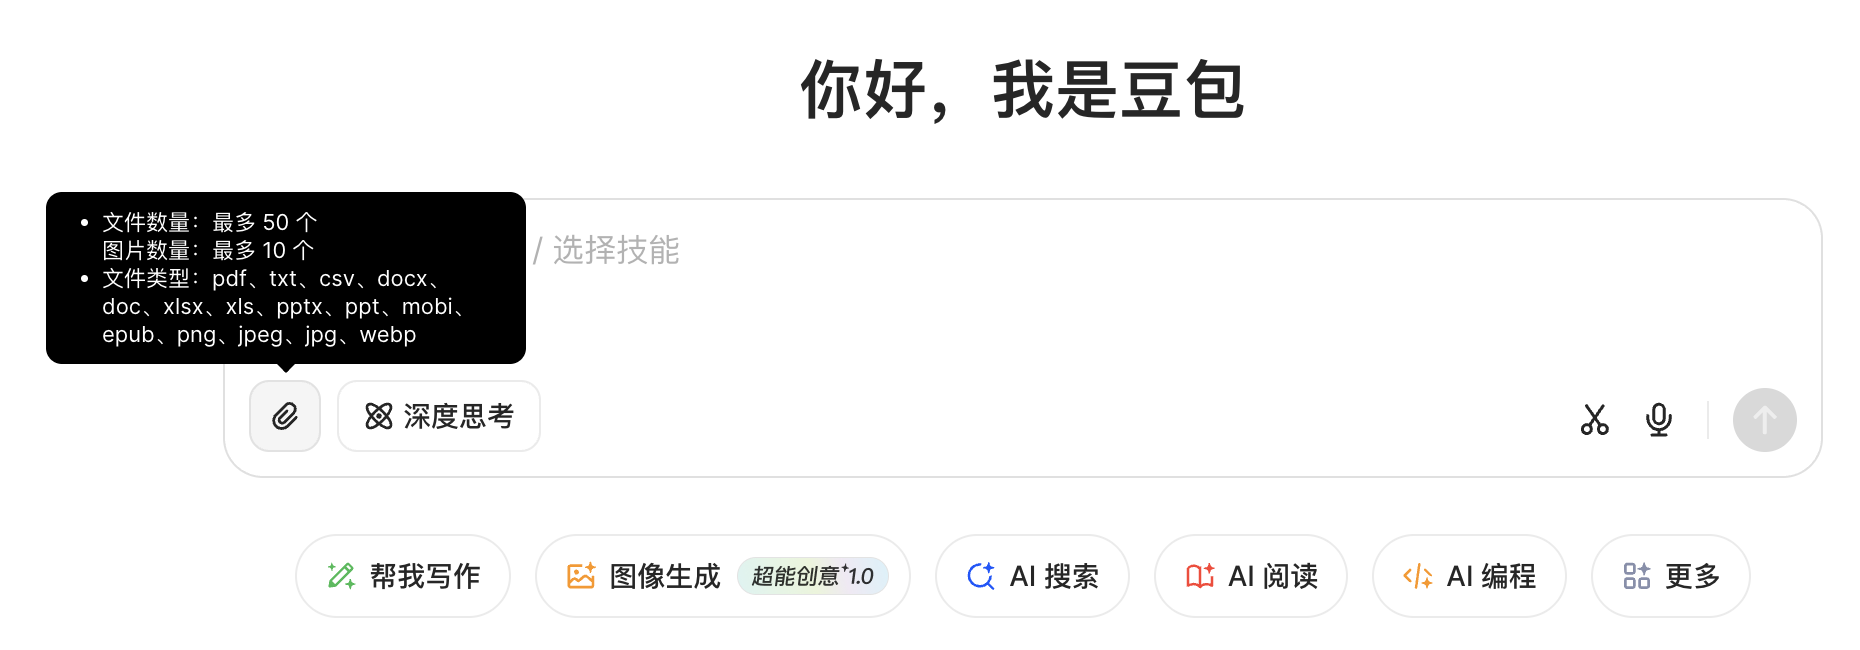 你好，我是豆包
文件数量：最多 50 个
图片数量：最多 10 个
文件类型：pdf、txt、csv、docx、
doc、xlsx、xls、pptx、ppt、mobi、
epub、png、jpeg、jpg、webp
/ 选择技能
深度思考
帮我写作
图像生成 超能创意1.0
AI 搜索
AI 阅读
AI 编程
更多